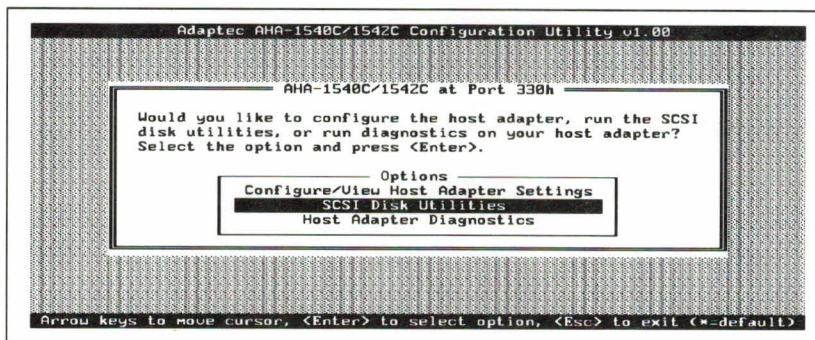 Adaptec AHA-1540C/1542C Configuration Utility v1.00
AHA-1540C/1542C at Port 330h
Would you like to configure the host adapter, run the SCSI
disk utilities, or run diagnostics on your host adapter?
Select the option and press <Enter>.
Options
Configure/View Host Adapter Settings
SCSI Disk Utilities
Host Adapter Diagnostics
Arrow keys to move cursor, <Enter> to select option, <Esc> to exit (*=default)